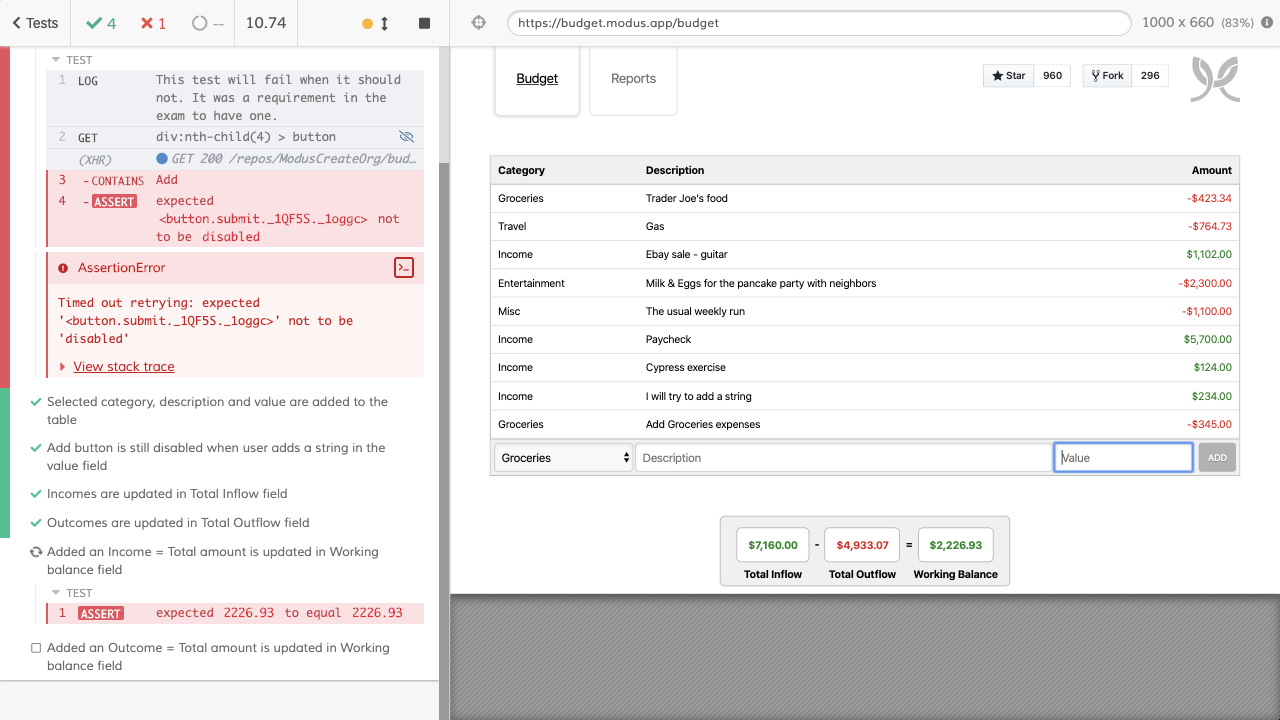 Tests
4
1
--
10.74
https://budget.modus.app/budget
1000 x 660 (83%)
TEST
1 LOG This test will fail when it should
not. It was a requirement in the
exam to have one.
2 GET div:nth-child(4) > button
(XHR) GET 200 /repos/ModusCreateOrg/bud…
3 -CONTAINS Add
4 -ASSERT expected
<button.submit._1QF5S._1oggc> not
to be disabled
AssertionError
Timed out retrying: expected
'<button.submit._1QF5S._1oggc>' not to be
'disabled'
View stack trace
Selected category, description and value are added to the
table
Add button is still disabled when user adds a string in the
value field
Incomes are updated in Total Inflow field
Outcomes are updated in Total Outflow field
Added an Income = Total amount is updated in Working
balance field
TEST
1 ASSERT expected 2226.93 to equal 2226.93
Added an Outcome = Total amount is updated in Working
balance field
Budget
Reports
Star 960
Fork 296
Category Description Amount
Groceries Trader Joe's food -$423.34
Travel Gas -$764.73
Income Ebay sale - guitar $1,102.00
Entertainment Milk & Eggs for the pancake party with neighbors -$2,300.00
Misc The usual weekly run -$1,100.00
Income Paycheck $5,700.00
Income Cypress exercise $124.00
Income I will try to add a string $234.00
Groceries Add Groceries expenses -$345.00
Groceries Description Value ADD
$7,160.00 - $4,933.07 = $2,226.93
Total Inflow Total Outflow Working Balance